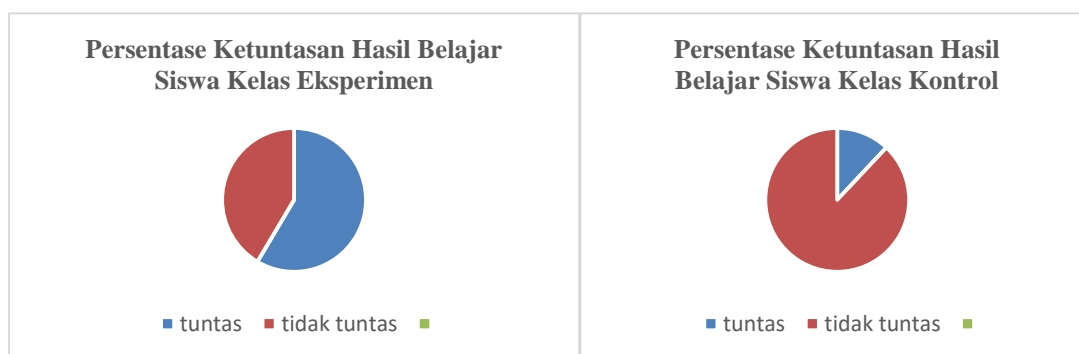 Persentase Ketuntasan Hasil Belajar
Siswa Kelas Eksperimen
tuntas tidak tuntas
Persentase Ketuntasan Hasil
Belajar Siswa Kelas Kontrol
tuntas tidak tuntas